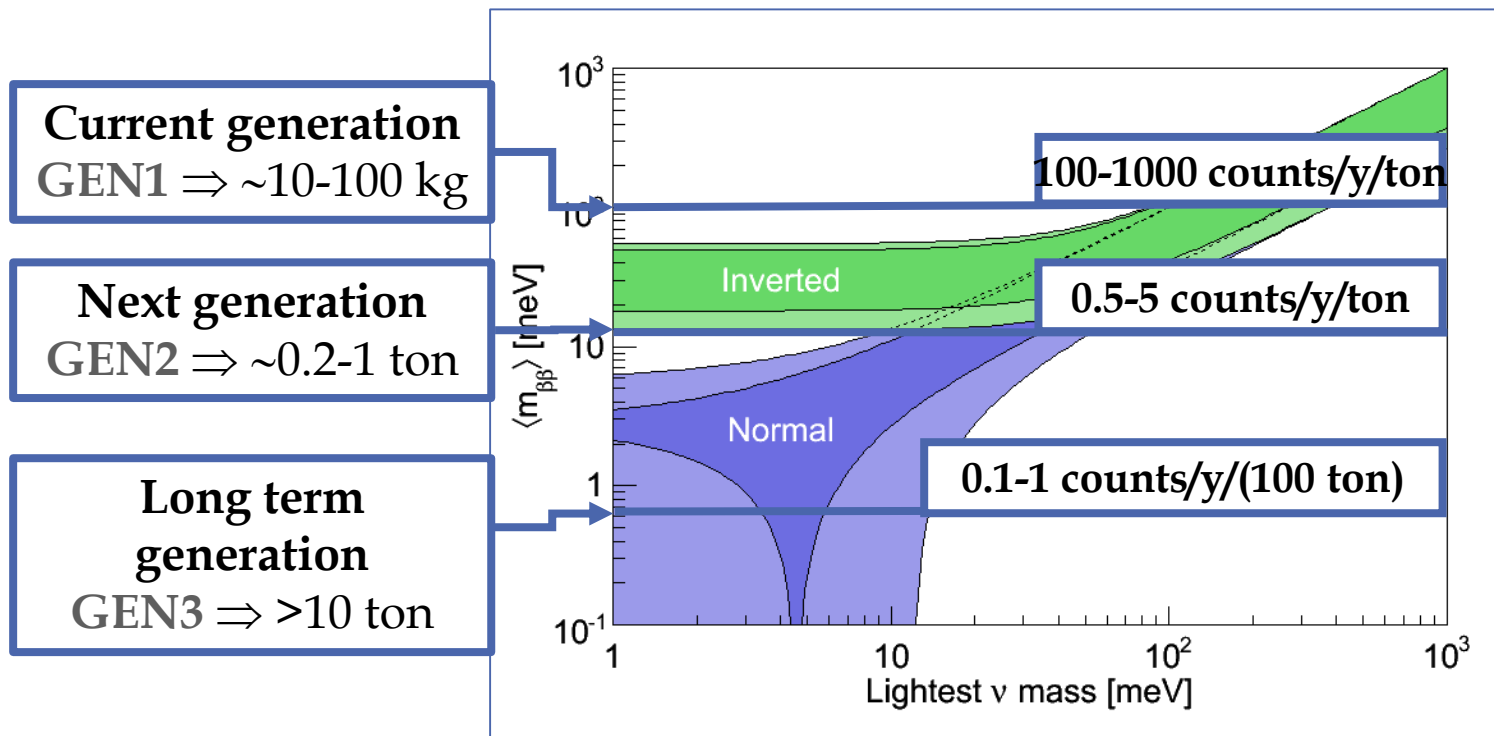 Current generation
GEN1 ⇒ ~10-100 kg
Next generation
GEN2 ⇒ ~0.2-1 ton
Long term
generation
GEN3 ⇒ >10 ton
10³
10²
10
1
10⁻¹
⟨mββ⟩ [meV]
100-1000 counts/y/ton
Inverted
0.5-5 counts/y/ton
Normal
0.1-1 counts/y/(100 ton)
1 10 10² 10³
Lightest ν mass [meV]